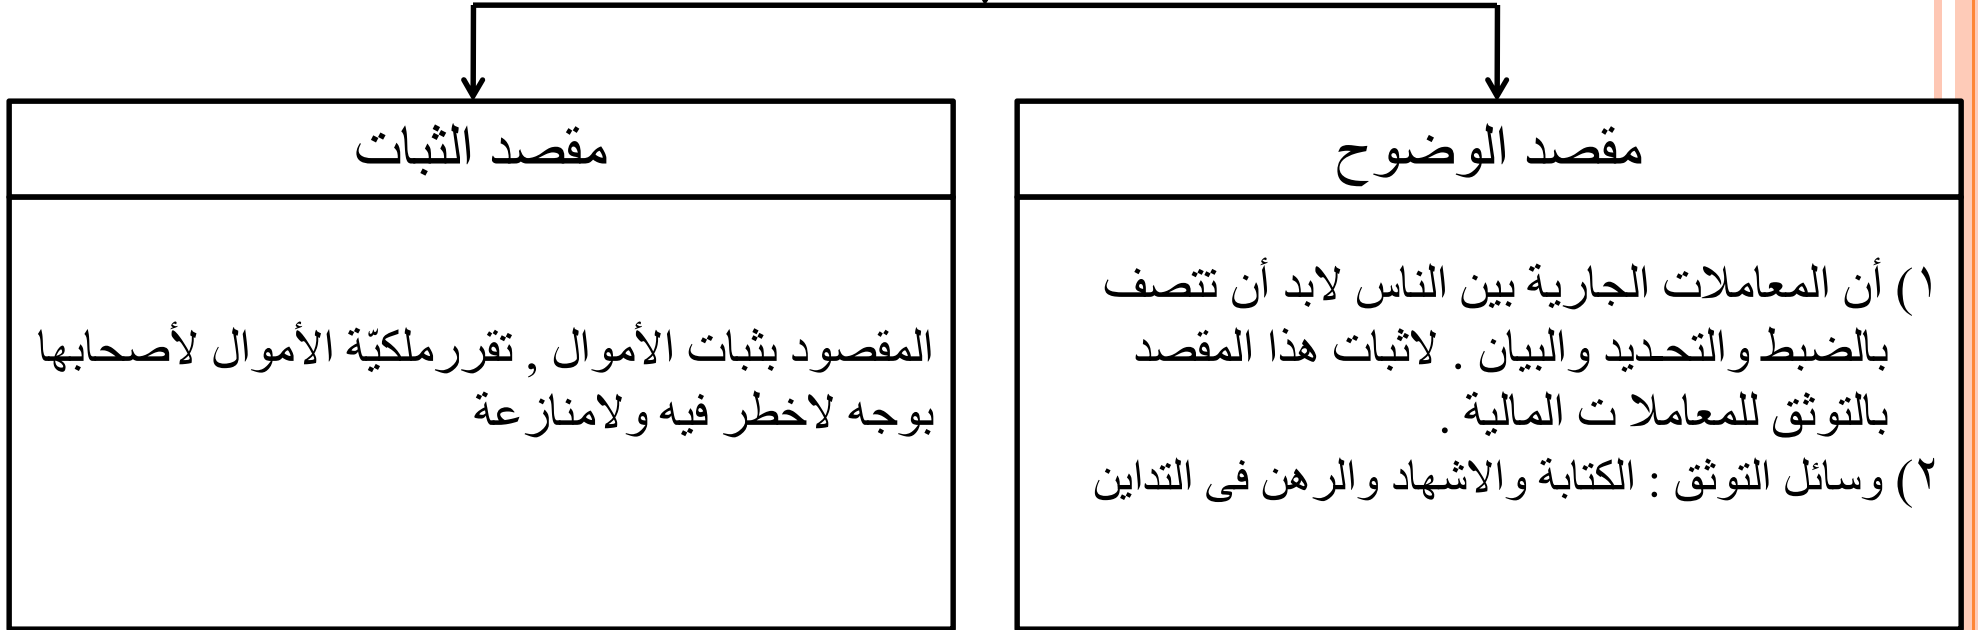 مقصد الوضوح
١) أن المعاملات الجارية بين الناس لابد أن تتصف
بالضبط والتحديد والبيان . لاثبات هذا المقصد
بالتوثق للمعاملا ت المالية .
٢) وسائل التوثق : الكتابة والاشهاد والرهن فى التداين
مقصد الثبات
المقصود بثبات الأموال , تقررملكيّة الأموال لأصحابها
بوجه لاخطر فيه ولامنازعة